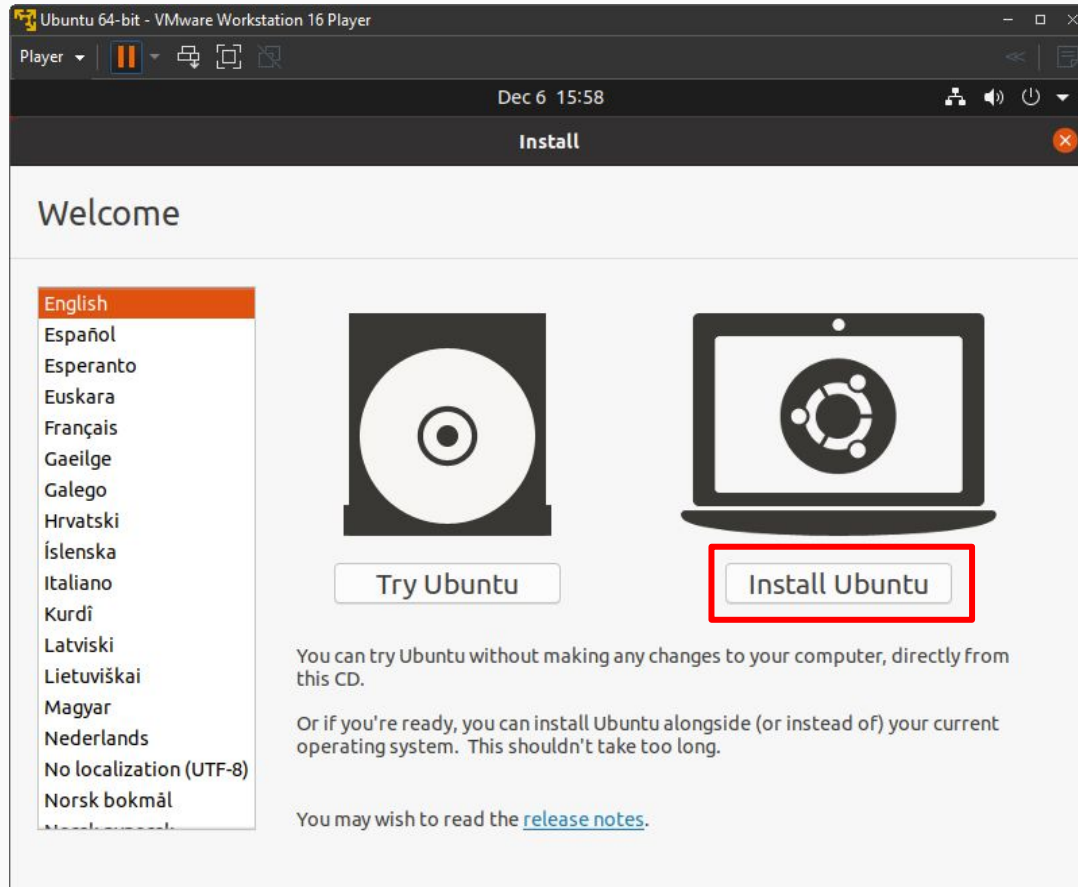 Ubuntu 64-bit - VMware Workstation 16 Player
Player
Dec 6 15:58
Install
Welcome
English
Español
Esperanto
Euskara
Français
Gaeilge
Galego
Hrvatski
Íslenska
Italiano
Kurdî
Latviski
Lietuviškai
Magyar
Nederlands
No localization (UTF-8)
Norsk bokmål
Try Ubuntu
Install Ubuntu
You can try Ubuntu without making any changes to your computer, directly from
this CD.
Or if you're ready, you can install Ubuntu alongside (or instead of) your current
operating system. This shouldn't take too long.
You may wish to read the release notes.